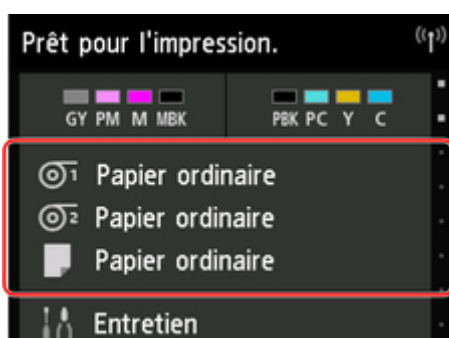 Prêt pour l'impression.
GY PM M MBK PBK PC Y C
1 Papier ordinaire
2 Papier ordinaire
Papier ordinaire
Entretien